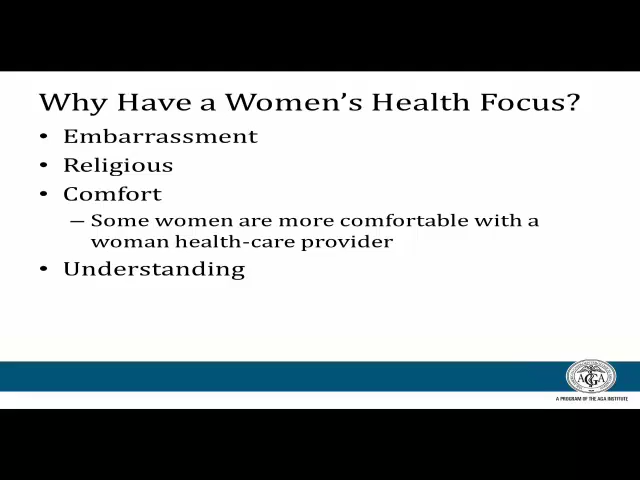 Why Have a Women's Health Focus?
• Embarrassment
• Religious
• Comfort
– Some women are more comfortable with a
woman health-care provider
• Understanding
AGA
A PROGRAM OF THE AGA INSTITUTE